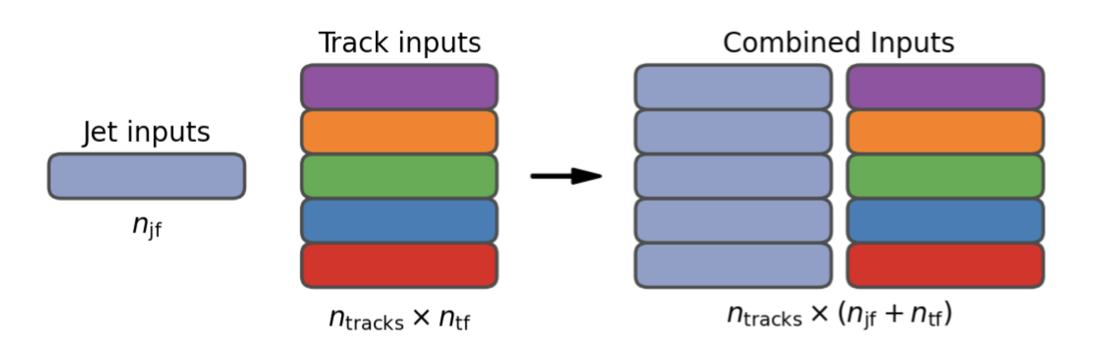 Jet inputs
n_jf
Track inputs
n_tracks × n_tf
Combined Inputs
n_tracks × (n_jf + n_tf)